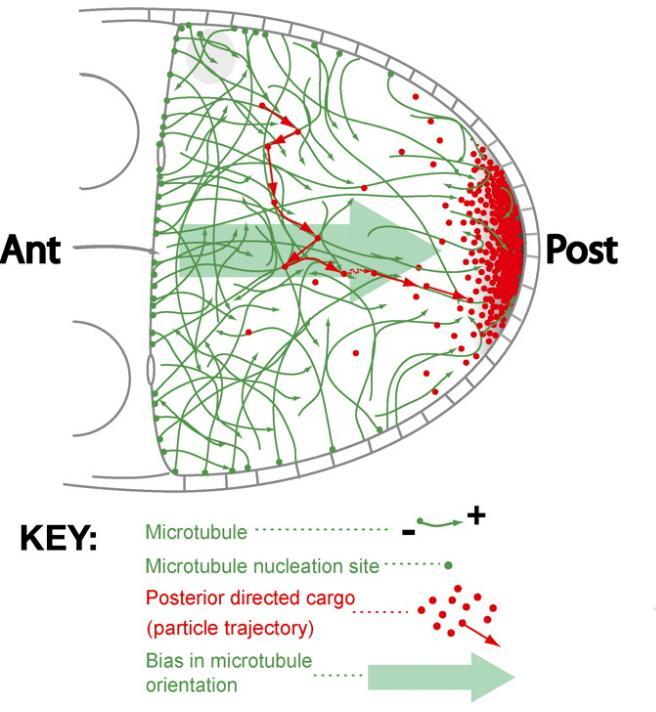 Ant
Post
KEY:
Microtubule
- +
Microtubule nucleation site
Posterior directed cargo
(particle trajectory)
Bias in microtubule
orientation